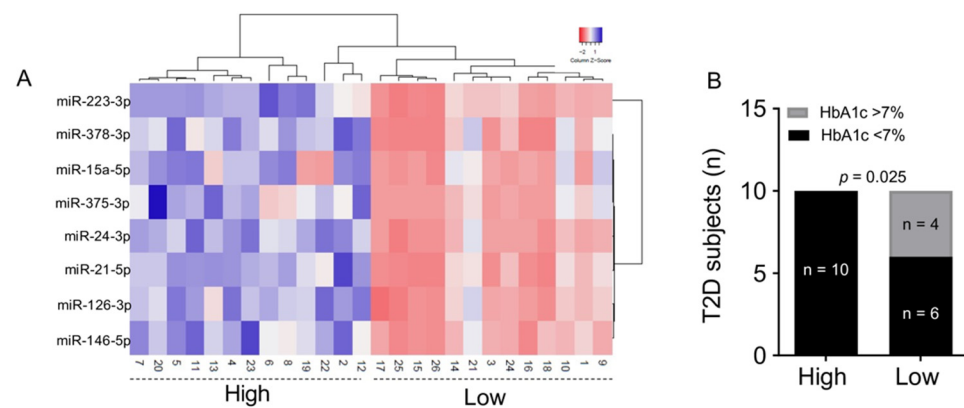 A
-2 1
Column Z-Score
miR-223-3p
miR-378-3p
miR-15a-5p
miR-375-3p
miR-24-3p
miR-21-5p
miR-126-3p
miR-146-5p
7 20 5 11 13 4 23 6 8 19 22 2 12 17 25 15 26 14 21 3 24 16 18 10 1 9
High Low
B
HbA1c >7%
HbA1c <7%
T2D subjects (n)
15
10
5
0
p = 0.025
n = 4
n = 10
n = 6
High Low